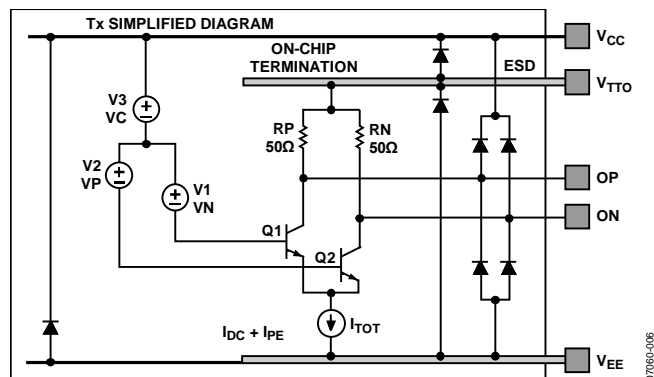 Tx SIMPLIFIED DIAGRAM
ON-CHIP
TERMINATION
ESD
VCC
VTTO
V3
VC
RP
50Ω
RN
50Ω
V2
VP
V1
VN
OP
ON
Q1
Q2
IDC + IPE
ITOT
VEE
07060-006